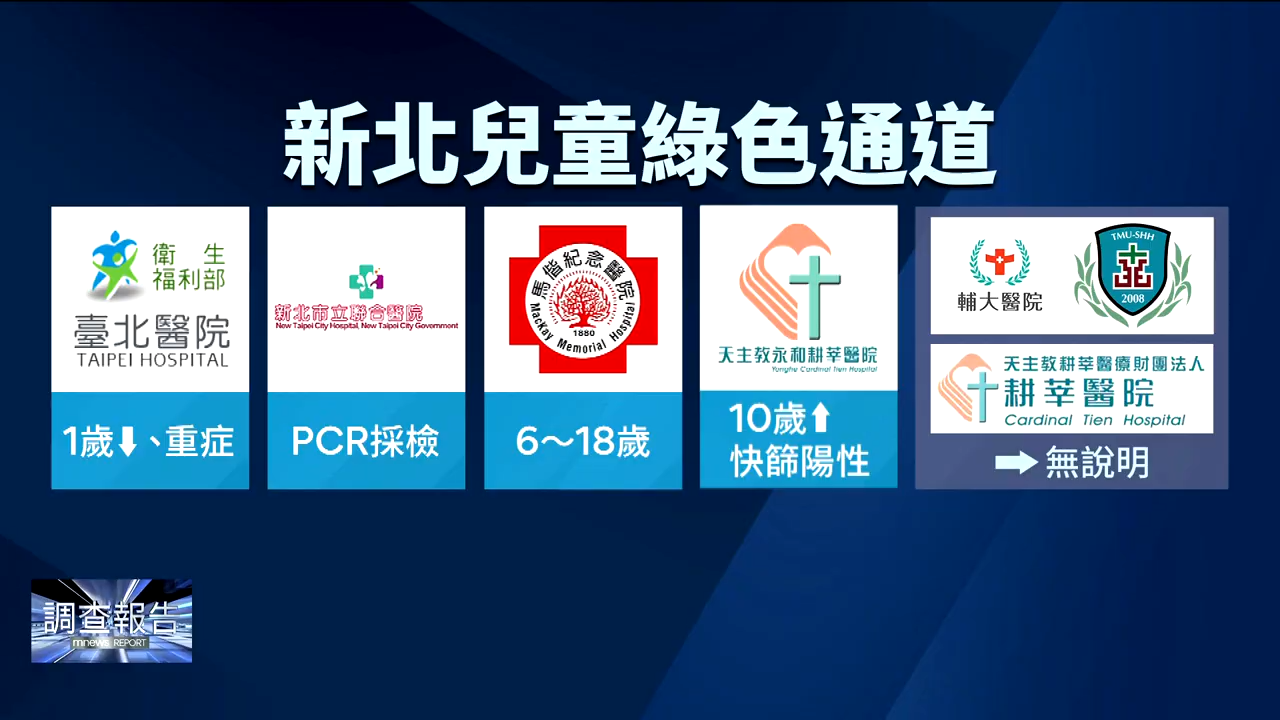 新北兒童綠色通道
衛生
福利部
臺北醫院
TAIPEI HOSPITAL
1歲⬇、重症
新北市立聯合醫院
New Taipei City Hospital, New Taipei City Government
PCR採檢
馬偕紀念醫院
1880
MacKay Memorial Hospital
6～18歲
天主教永和耕莘醫院
Yonghe Cardinal Tien Hospital
10歲⬆
快篩陽性
輔大醫院
TMU-SHH
2008
天主教耕莘醫療財團法人
耕莘醫院
Cardinal Tien Hospital
➡無說明
調查報告
mnews REPORT